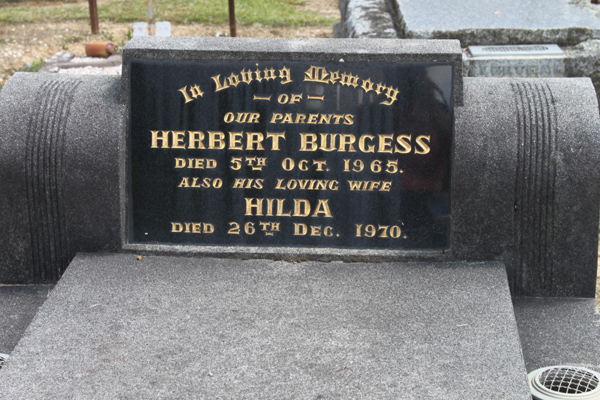 In Loving Memory
— OF —
OUR PARENTS
HERBERT BURGESS
DIED 5TH OCT. 1965.
ALSO HIS LOVING WIFE
HILDA
DIED 26TH DEC. 1970.